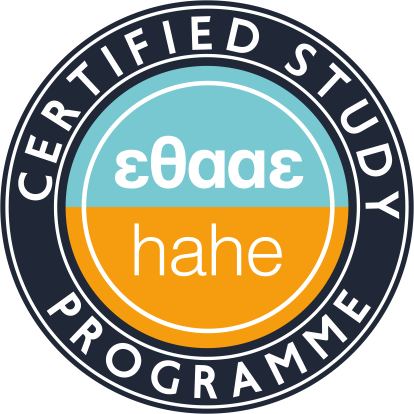 CERTIFIED STUDY
εθααε
hahe
PROGRAMME